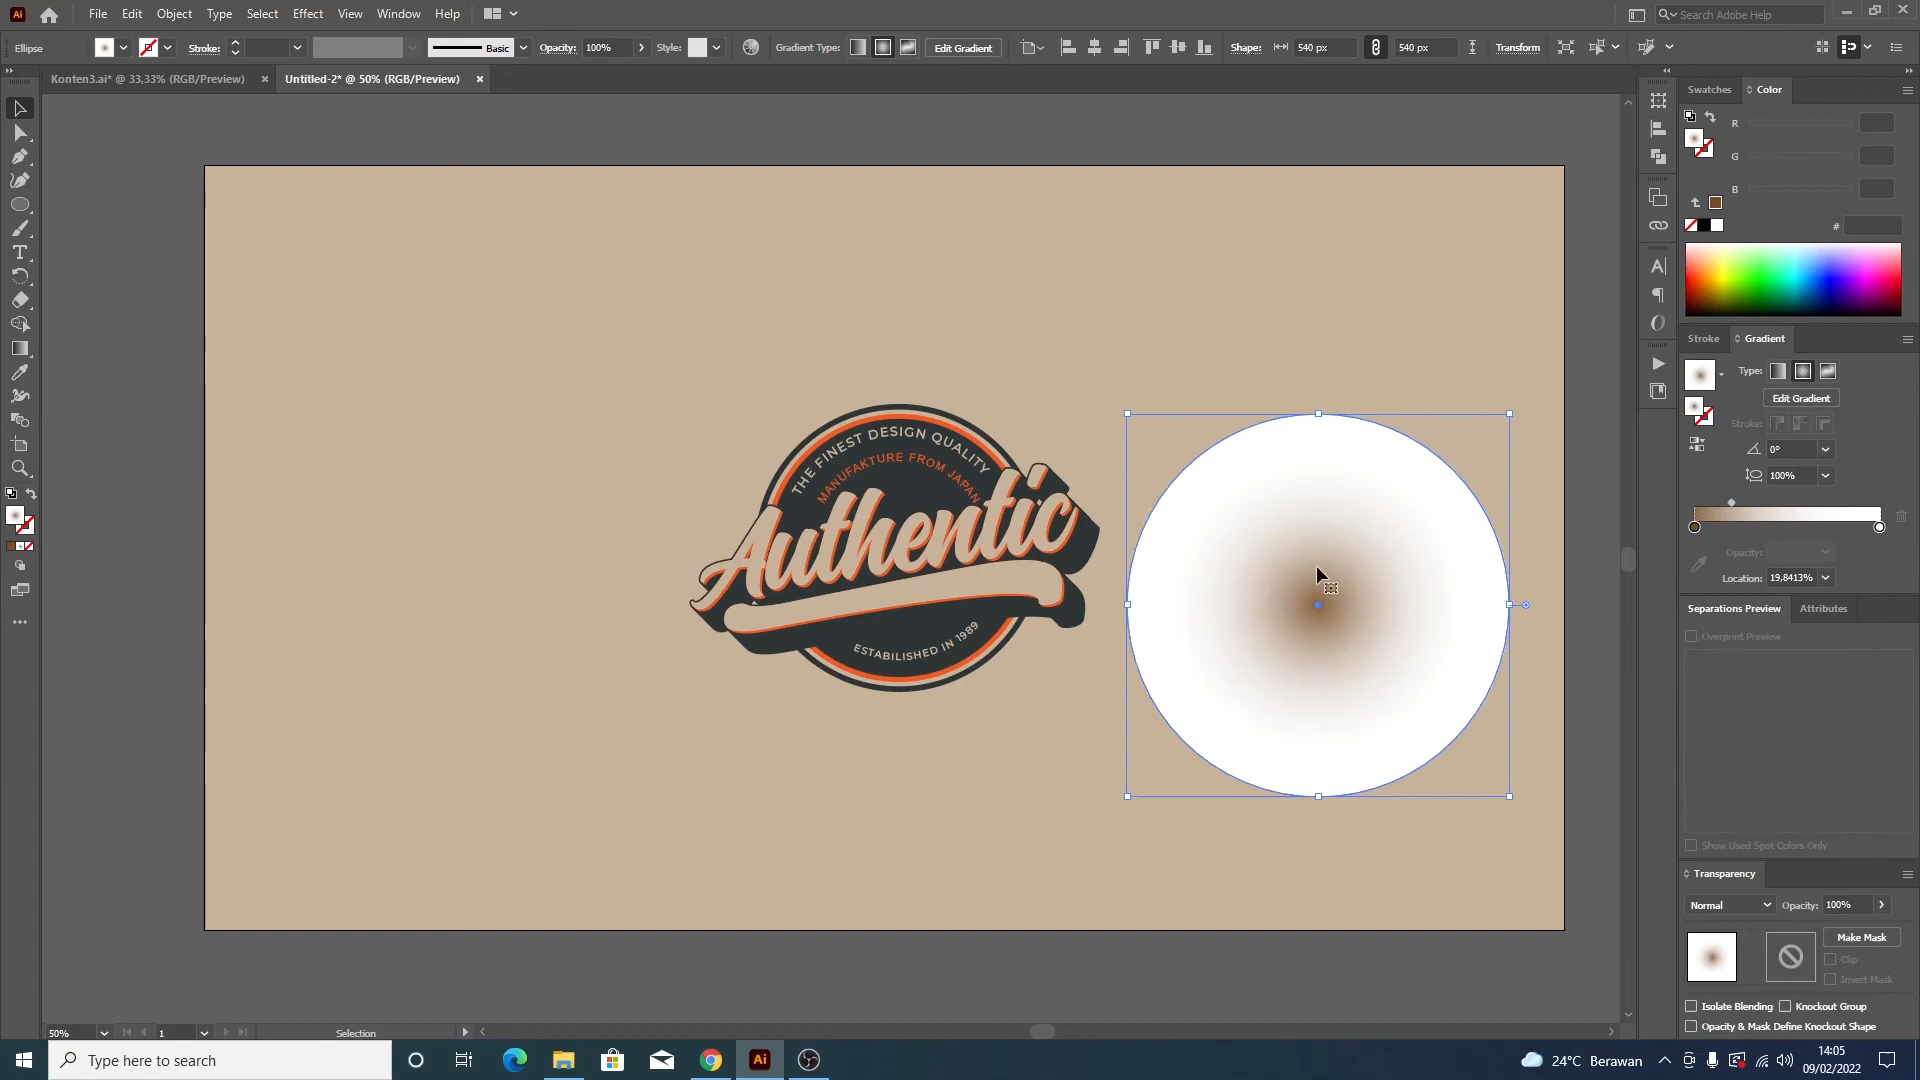 Ai File Edit Object Type Select Effect View Window Help Search Adobe Help
Ellipse Stroke: Basic Opacity: 100% Style: Gradient Type: Edit Gradient Shape: 540 px 540 px Transform
Konten3.ai* @ 33,33% (RGB/Preview) × Untitled-2* @ 50% (RGB/Preview) ×
Swatches Color
R
G
B
#
Stroke Gradient
Type:
Edit Gradient
Stroke:
0°
100%
Opacity:
Location: 19,8413%
Separations Preview Attributes
Overprint Preview
Show Used Spot Colors Only
Transparency
Normal Opacity: 100%
Make Mask
Clip
Invert Mask
Isolate Blending Knockout Group
Opacity & Mask Define Knockout Shape
THE FINEST DESIGN QUALITY
MANUFAKTURE FROM JAPAN
Authentic
ESTABILISHED IN 1989
50% 1 Selection
Type here to search
Ai
24°C Berawan
14:05
09/02/2022